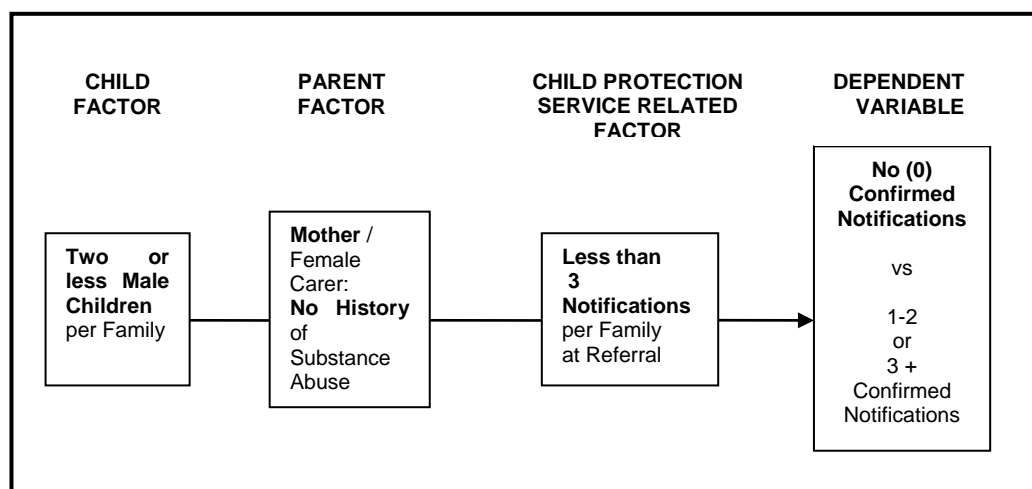 CHILD
FACTOR
PARENT
FACTOR
CHILD PROTECTION
SERVICE RELATED
FACTOR
DEPENDENT
VARIABLE
Two or
less Male
Children
per Family
Mother /
Female
Carer:
No History
of
Substance
Abuse
Less than
3
Notifications
per Family
at Referral
No (0)
Confirmed
Notifications
vs
1-2
or
3 +
Confirmed
Notifications